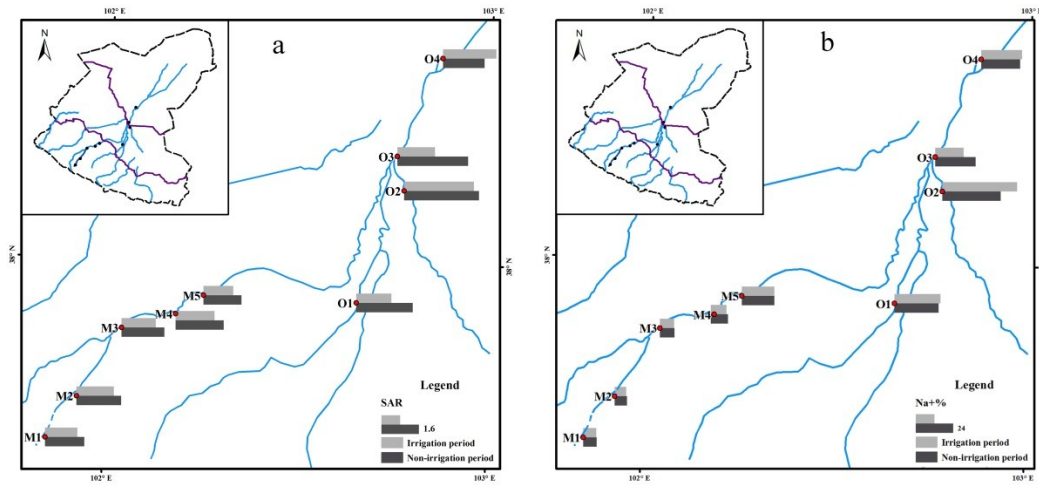 102° E
103° E
N
a
O4
O3
O2
38° N
38° N
M5
M4
O1
M3
M2
M1
Legend
SAR
1.6
Irrigation period
Non-irrigation period
102° E
103° E
102° E
103° E
N
b
O4
O3
O2
38° N
38° N
M5
M4
O1
M3
M2
M1
Legend
Na+%
24
Irrigation period
Non-irrigation period
102° E
103° E